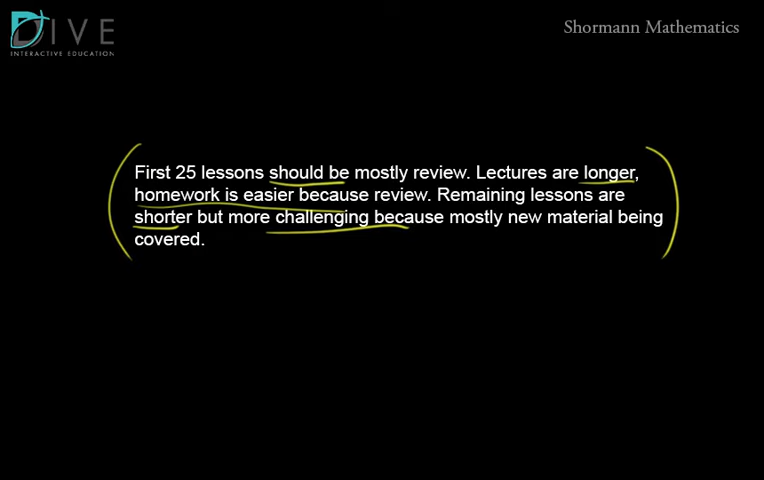 DIVE
INTERACTIVE EDUCATION
Shormann Mathematics
First 25 lessons should be mostly review. Lectures are longer,
homework is easier because review. Remaining lessons are
shorter but more challenging because mostly new material being
covered.